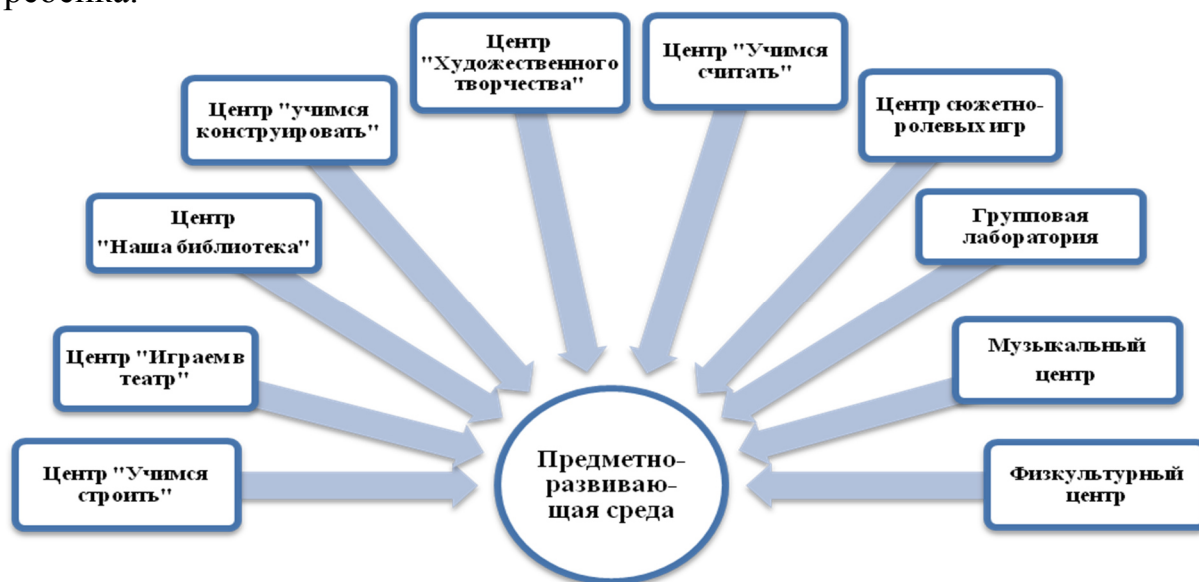 ребенка.
Центр
"Художественного
творчества"
Центр "Учимся
считать"
Центр "учимся
конструировать"
Центр сюжетно-
ролевых игр
Центр
"Наша библиотека"
Групповая
лаборатория
Центр "Играем в
театр"
Музыкальный
центр
Центр "Учимся
строить"
Предметно-
развиваю-
щая среда
Физкультурный
центр